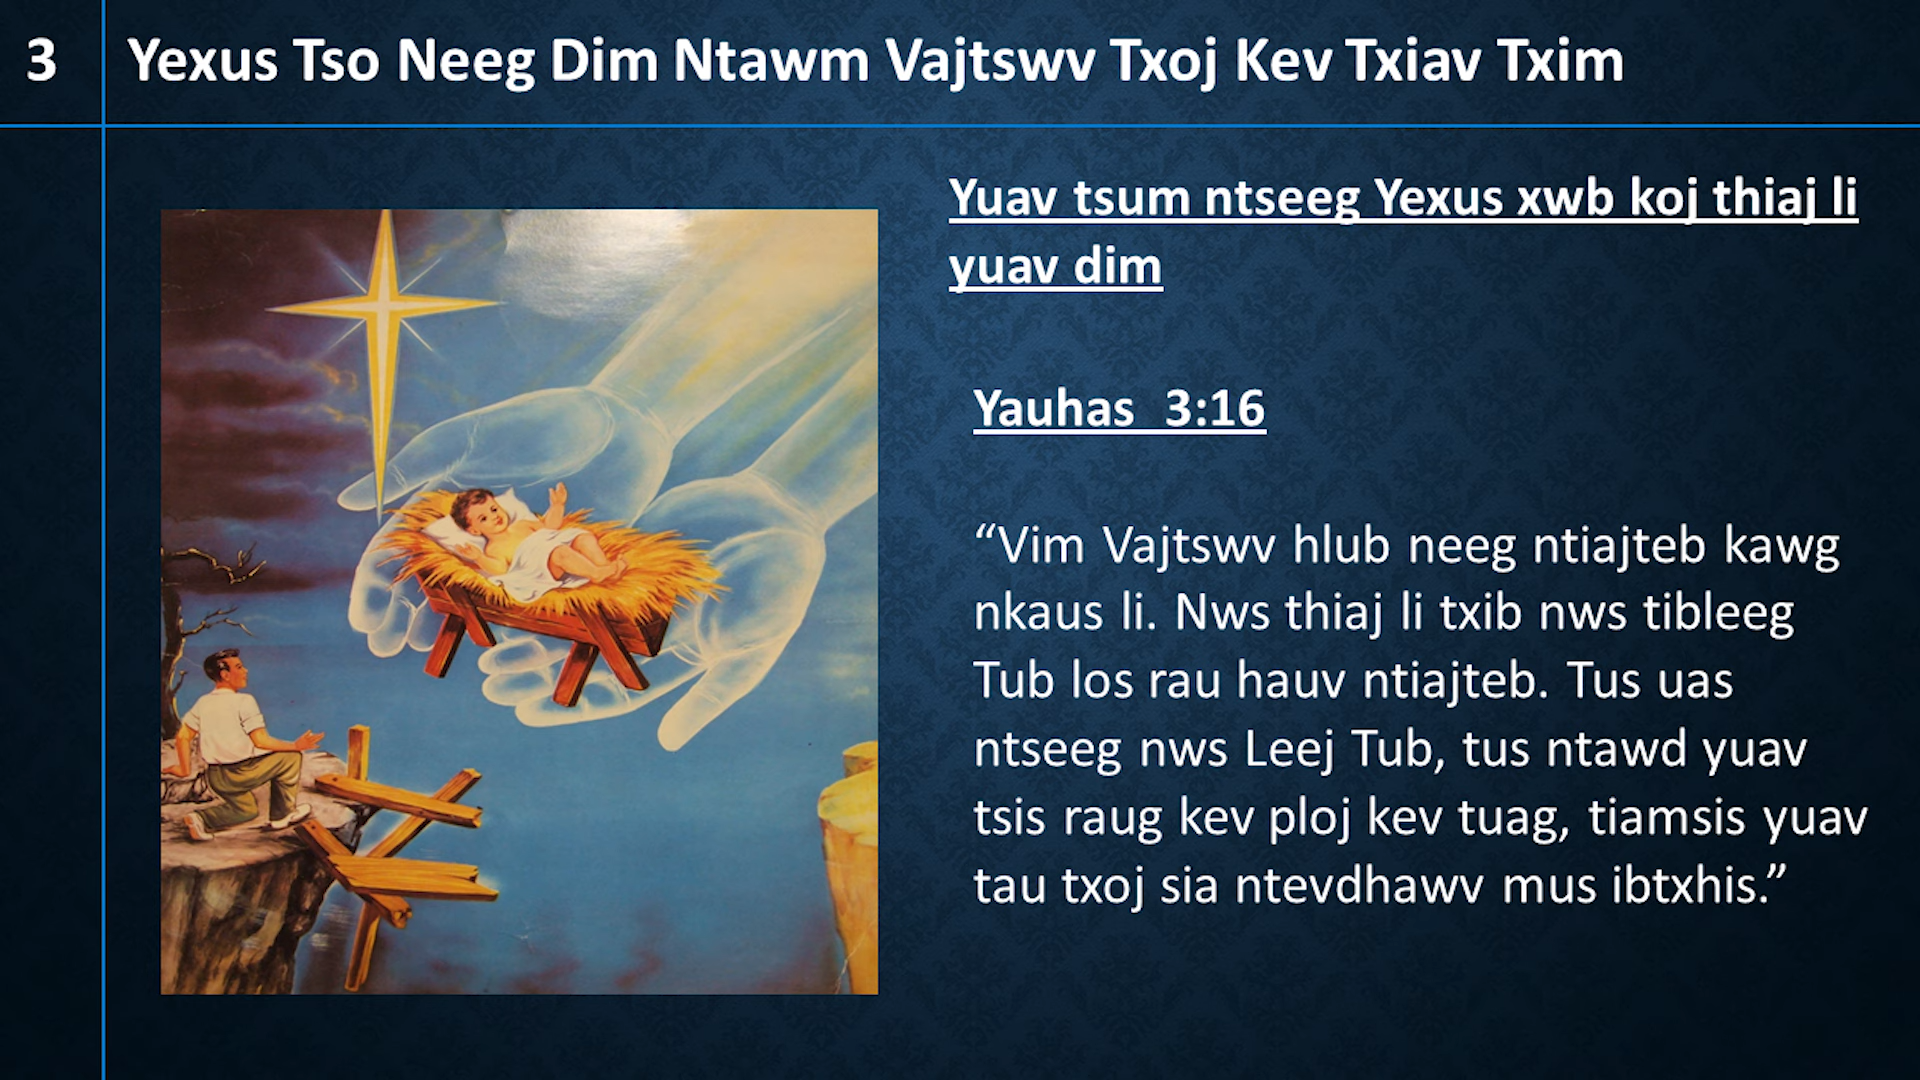 3 Yexus Tso Neeg Dim Ntawm Vajtswv Txoj Kev Txiav Txim
Yuav tsum ntseeg Yexus xwb koj thiaj li
yuav dim
Yauhas 3:16
“Vim Vajtswv hlub neeg ntiajteb kawg
nkaus li. Nws thiaj li txib nws tibleeg
Tub los rau hauv ntiajteb. Tus uas
ntseeg nws Leej Tub, tus ntawd yuav
tsis raug kev ploj kev tuag, tiamsis yuav
tau txoj sia ntevdhawv mus ibtxhis.”